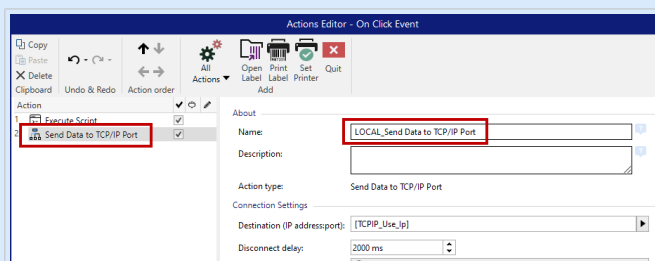 Actions Editor - On Click Event
Copy
Paste
Delete
Clipboard
Undo & Redo
Action order
All Actions
Open Label
Print Label
Set Printer
Quit
Add
Action
1 Execute Script
2 Send Data to TCP/IP Port
About
Name: LOCAL_Send Data to TCP/IP Port
Description:
Action type: Send Data to TCP/IP Port
Connection Settings
Destination (IP address:port): [TCPIP_Use_Ip]
Disconnect delay: 2000 ms